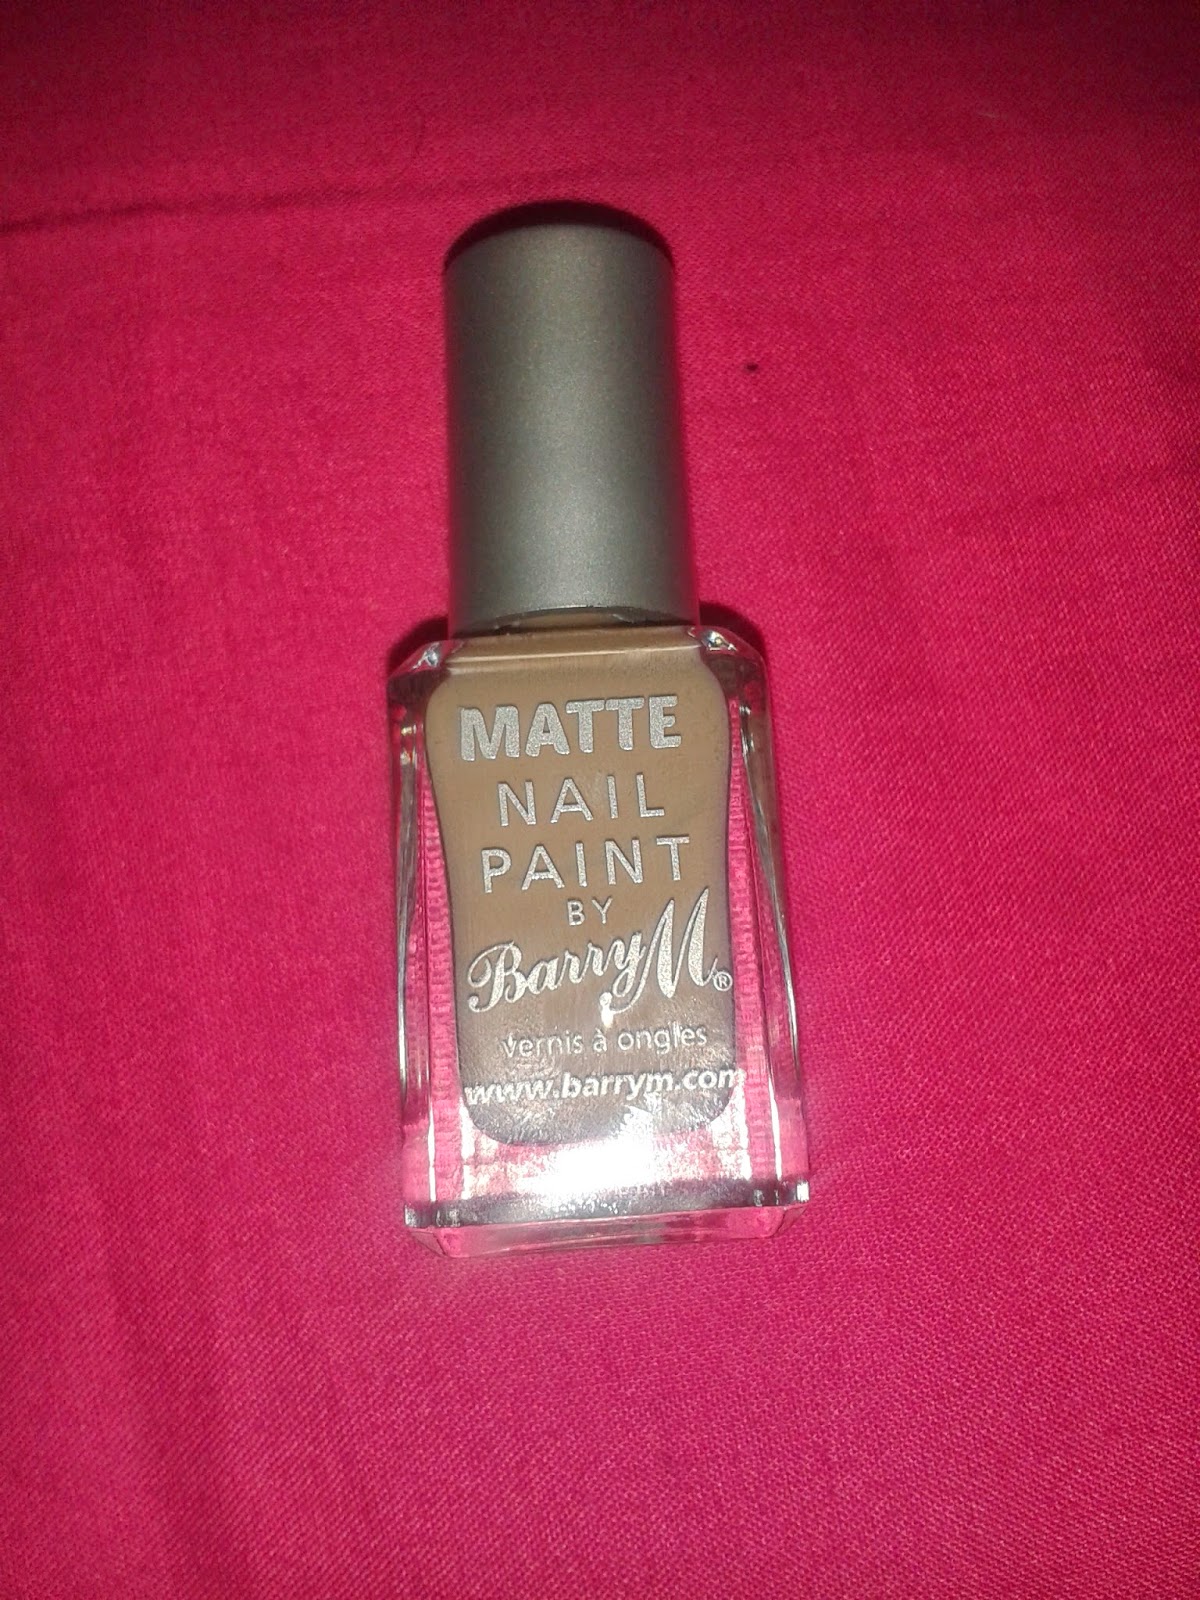 MATTE
NAIL
PAINT
BY
Barry M®
vernis à ongles
www.barrym.com